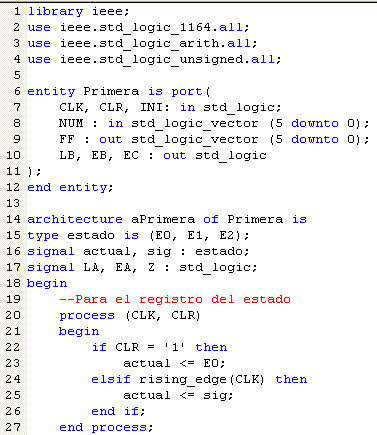 1 library ieee;
2 use ieee.std_logic_1164.all;
3 use ieee.std_logic_arith.all;
4 use ieee.std_logic_unsigned.all;
5
6 entity Primera is port(
7     CLK, CLR, INI: in std_logic;
8     NUM : in std_logic_vector (5 downto 0);
9     FF : out std_logic_vector (5 downto 0);
10     LB, EB, EC : out std_logic
11 );
12 end entity;
13
14 architecture aPrimera of Primera is
15 type estado is (E0, E1, E2);
16 signal actual, sig : estado;
17 signal LA, EA, Z : std_logic;
18 begin
19     --Para el registro del estado
20     process (CLK, CLR)
21     begin
22         if CLR = '1' then
23             actual <= E0;
24         elsif rising_edge(CLK) then
25             actual <= sig;
26         end if;
27     end process;